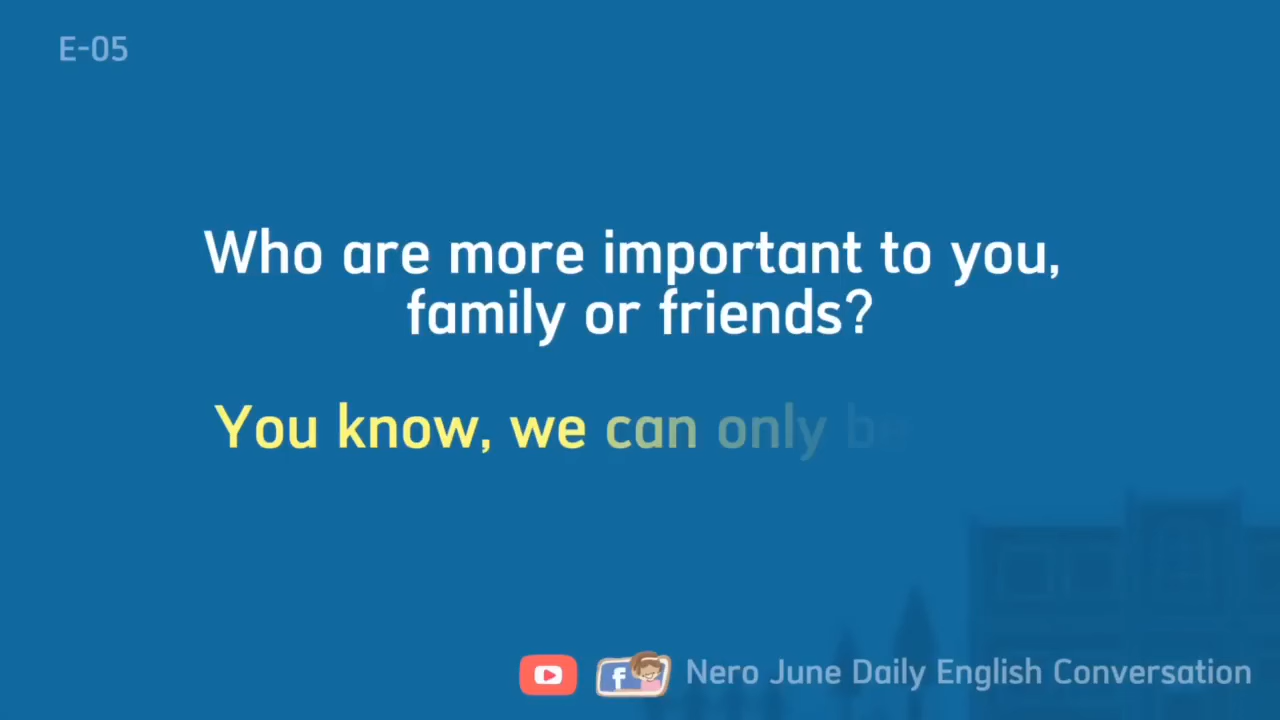 E-05
Who are more important to you,
family or friends?
You know, we can only be
Nero June Daily English Conversation